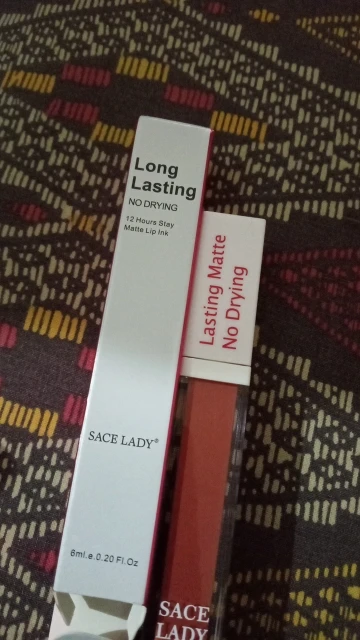 Long
Lasting
NO DRYING
12 Hours Stay
Matte Lip Ink
SACE LADY®
6ml.e.0.20 Fl.Oz
Lasting Matte
No Drying
SACE
LADY